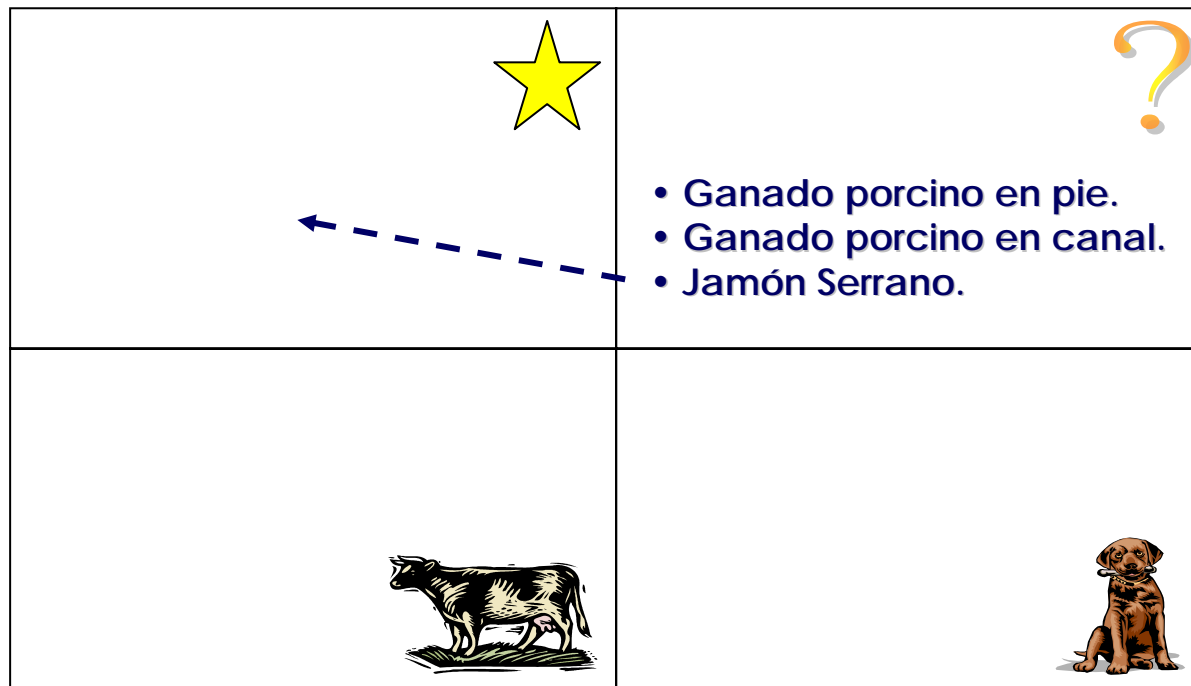 • Ganado porcino en pie.
• Ganado porcino en canal.
• Jamón Serrano.